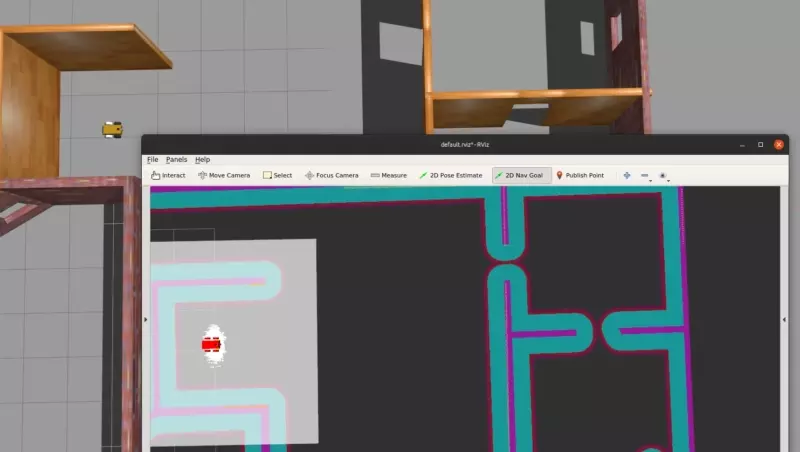 default.rviz* - RViz
File Panels Help
Interact Move Camera Select Focus Camera Measure 2D Pose Estimate 2D Nav Goal Publish Point